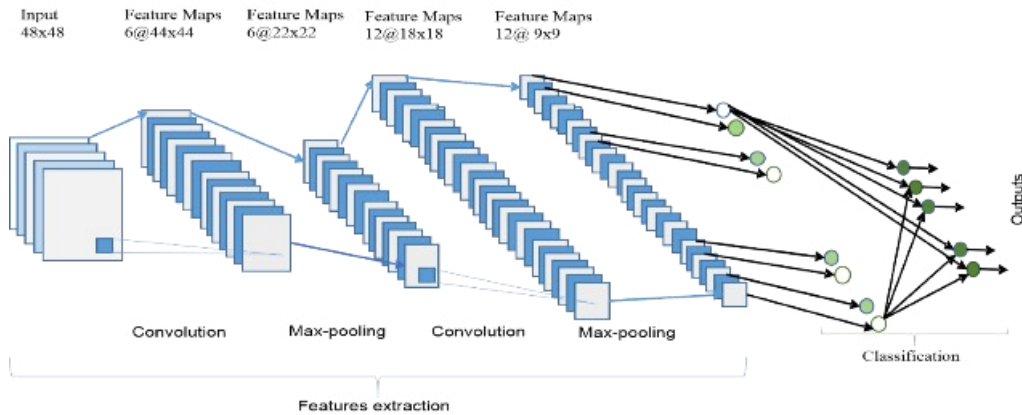 Input
48x48
Feature Maps
6@44x44
Feature Maps
6@22x22
Feature Maps
12@18x18
Feature Maps
12@ 9x9
Outputs
Convolution
Max-pooling
Convolution
Max-pooling
Classification
Features extraction